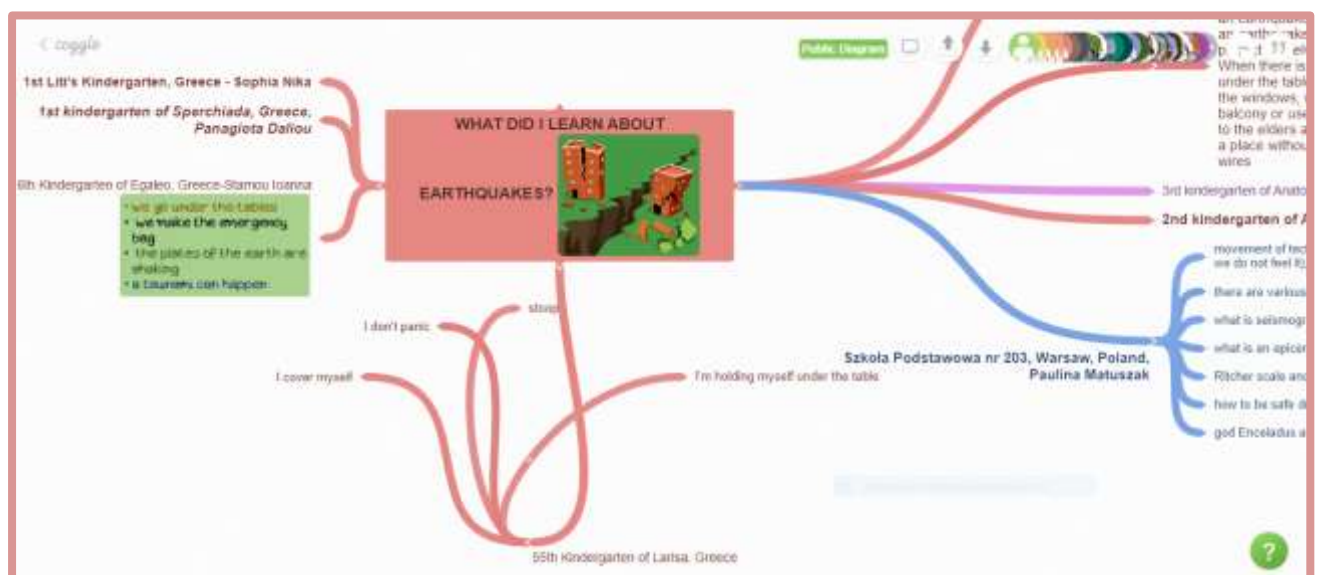 coggle
Public Diagram
1st Liti's Kindergarten, Greece - Sophia Nika
1st kindergarten of Sperchiada, Greece,
Panagiota Daliou
6th Kindergarten of Egaleo, Greece-Stamou Ioanna
• we go under the tables
• we make the emergency
bag
• the plates of the earth are
shaking
• a tsunami can happen
WHAT DID I LEARN ABOUT
EARTHQUAKES?
stoop
I don't panic
I cover myself
I'm holding myself under the table
55th Kindergarten of Larisa, Greece
When there is
under the tabl
the windows,
balcony or use
to the elders a
a place withou
wires
3rd kindergarten of Anato
2nd kindergarten of A
Szkoła Podstawowa nr 203, Warsaw, Poland,
Paulina Matuszak
movement of tect
we do not feel it)
there are various
what is seismogr
what is an epicen
Ritcher scale and
how to be safe d
god Enceladus a
?